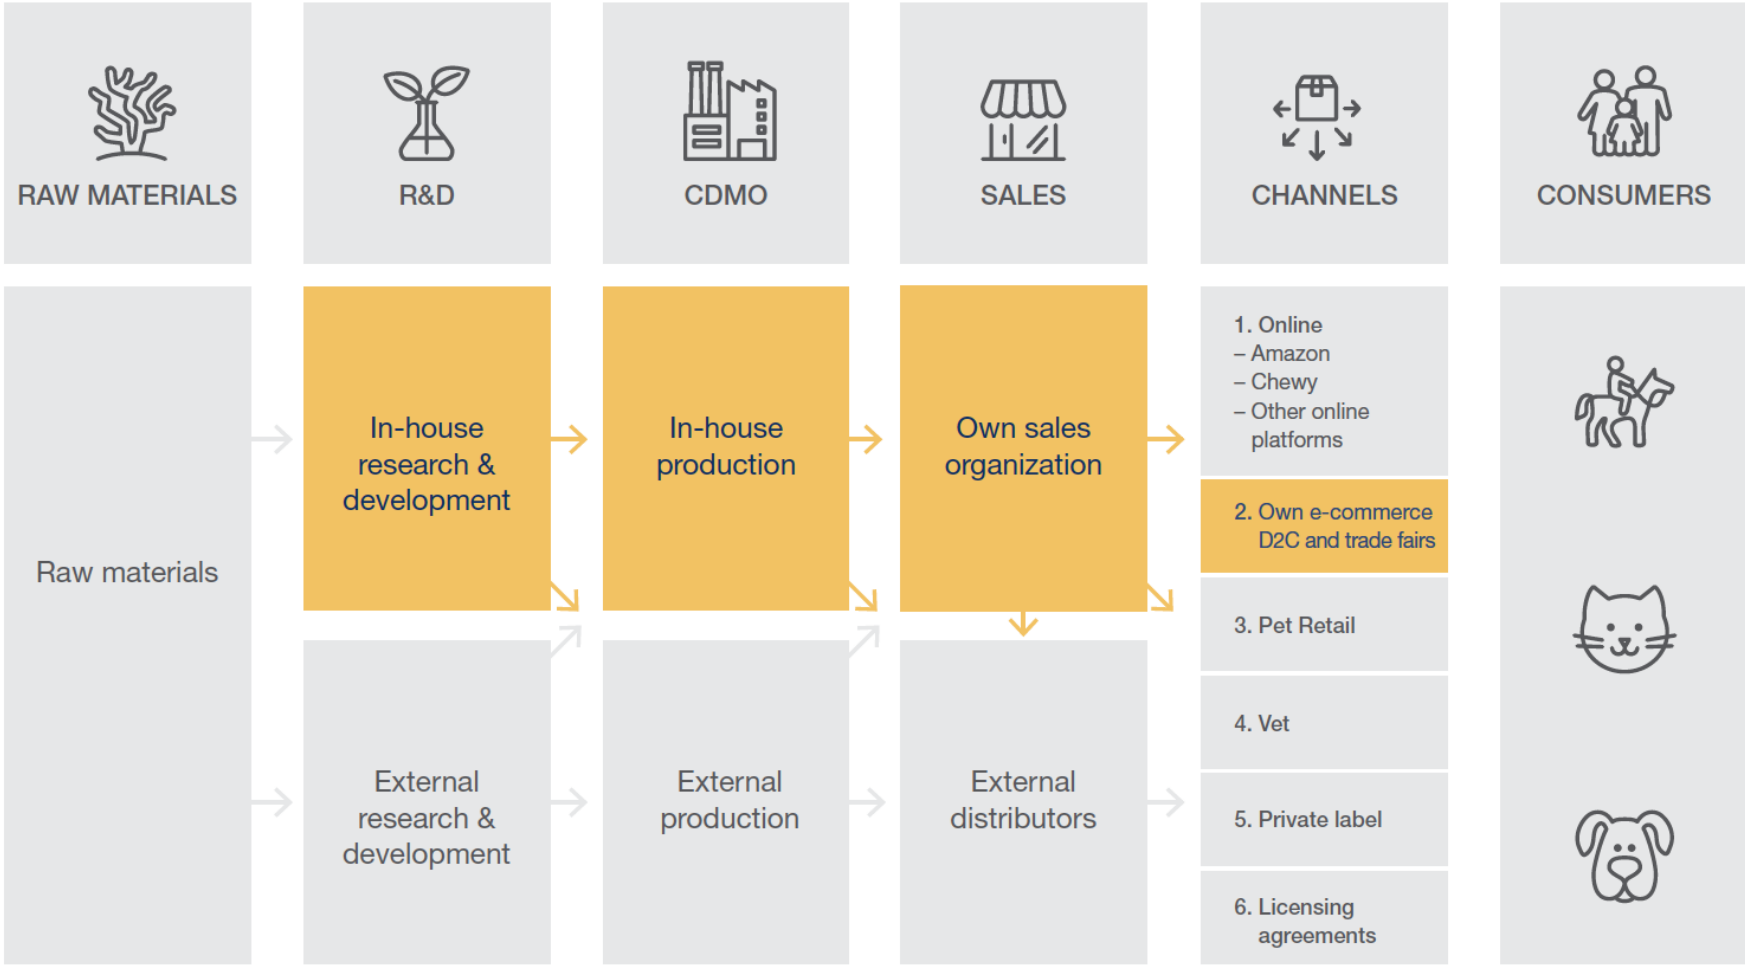 RAW MATERIALS
R&D
CDMO
SALES
CHANNELS
CONSUMERS
Raw materials
In-house
research &
development
In-house
production
Own sales
organization
External
research &
development
External
production
External
distributors
1. Online
– Amazon
– Chewy
– Other online
platforms
2. Own e-commerce
D2C and trade fairs
3. Pet Retail
4. Vet
5. Private label
6. Licensing
agreements